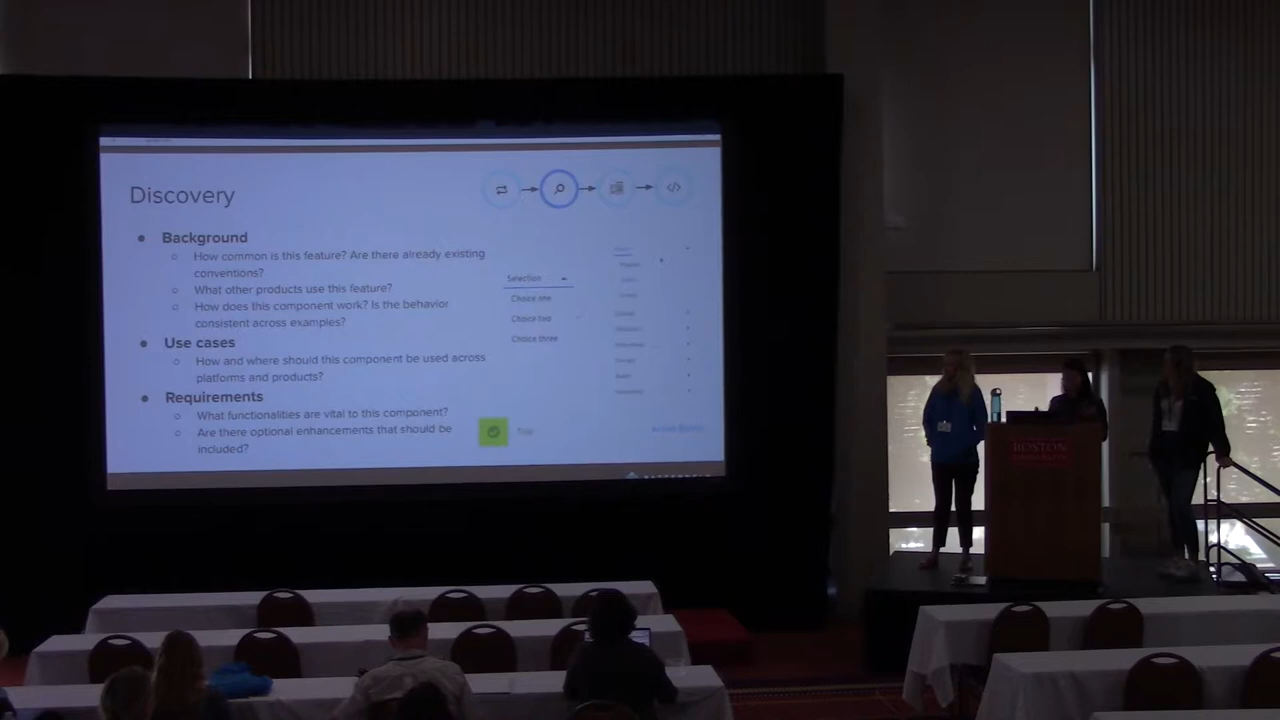 Discovery
Background
How common is this feature? Are there already existing
conventions?
What other products use this feature?
How does this component work? Is the behavior
consistent across examples?
Use cases
How and where should this component be used across
platforms and products?
Requirements
What functionalities are vital to this component?
Are there optional enhancements that should be
included?
Selection
Choice one
Choice two
Choice three
BOSTON